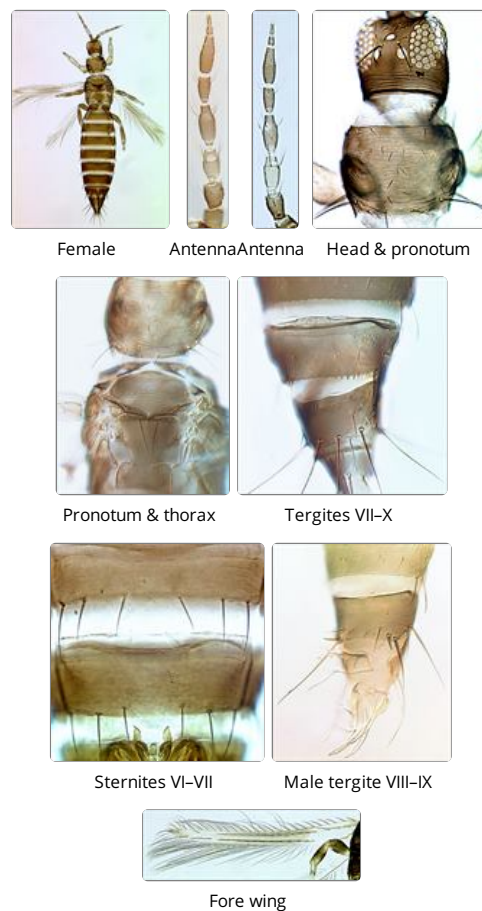 Female
AntennaAntenna
Head & pronotum
Pronotum & thorax
Tergites VII–X
Sternites VI–VII
Male tergite VIII–IX
Fore wing